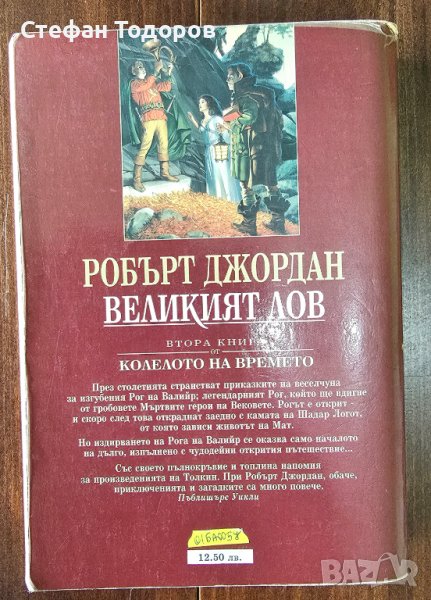 Стефан Тодоров
РОБЪРТ ДЖОРДАН
ВЕЛИКИЯТ ЛОВ
ВТОРА КНИГА
от
КОЛЕЛОТО НА ВРЕМЕТО
През столетията странстват приказките на веселчуна
за изгубения Рог на Валийр; легендарният Рог, който ще вдигне
от гробовете Мъртвите герои на Вековете. Рогът е открит –
и скоро след това откраднат заедно с камата на Шадар Логот,
от която зависи животът на Мат.
Но издирването на Рога на Валийр се оказва само началото
на дълго, изпълнено с чудодейни открития пътешествие...
Със своето пълнокръвие и топлина напомня
за произведенията на Толкин. При Робърт Джордан, обаче,
приключенията и загадките са много повече.
Пъблишърс Уикли
12.50 лв.
BAZAR.BG